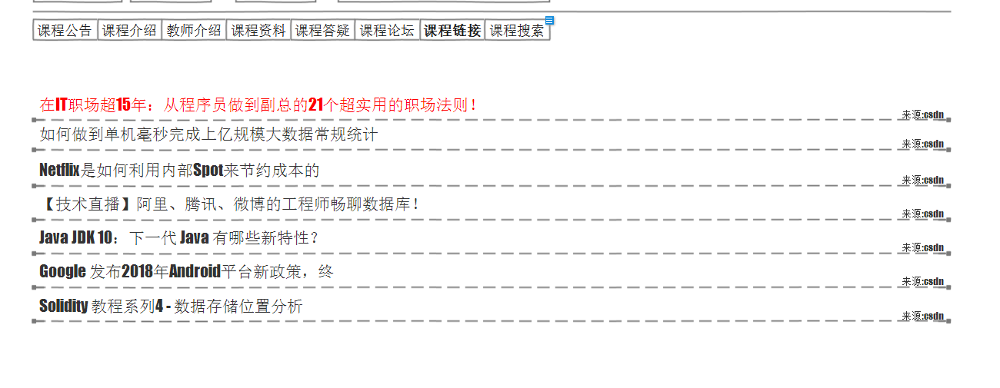 课程公告 课程介绍 教师介绍 课程资料 课程答疑 课程论坛 课程链接 课程搜索
在IT职场超15年：从程序员做到副总的21个超实用的职场法则！
来源:csdn
如何做到单机毫秒完成上亿规模大数据常规统计
来源:csdn
Netflix是如何利用内部Spot来节约成本的
来源:csdn
【技术直播】阿里、腾讯、微博的工程师畅聊数据库！
来源:csdn
Java JDK 10：下一代 Java 有哪些新特性？
来源:csdn
Google 发布2018年Android平台新政策，终
来源:csdn
Solidity 教程系列4 - 数据存储位置分析
来源:csdn